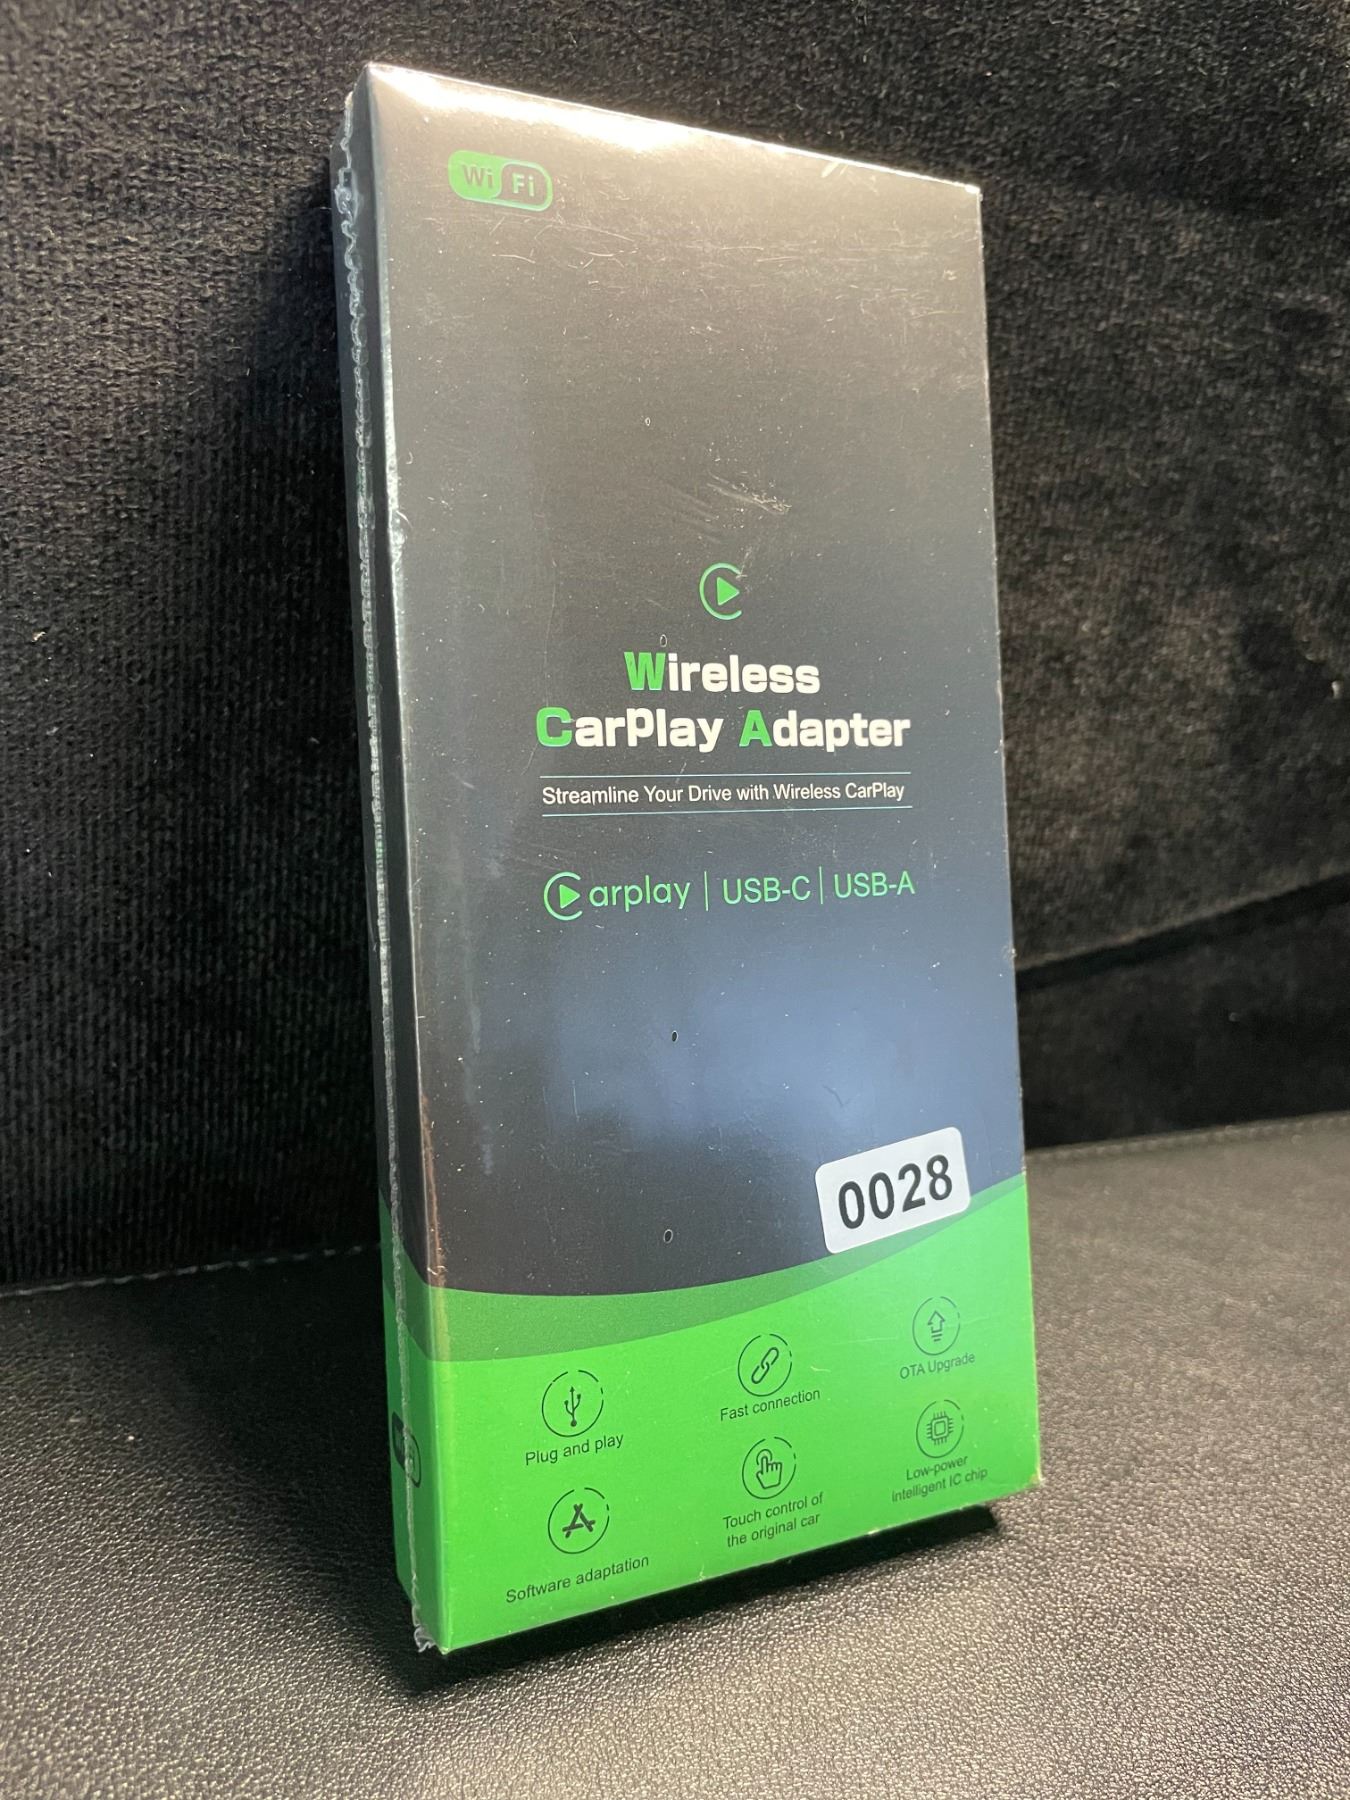 Wi Fi
Wireless
CarPlay Adapter
Streamline Your Drive with Wireless CarPlay
Carplay | USB-C | USB-A
0028
Plug and play
Fast connection
OTA Upgrade
Software adaptation
Touch control of
the original car
Low-power
intelligent IC chip